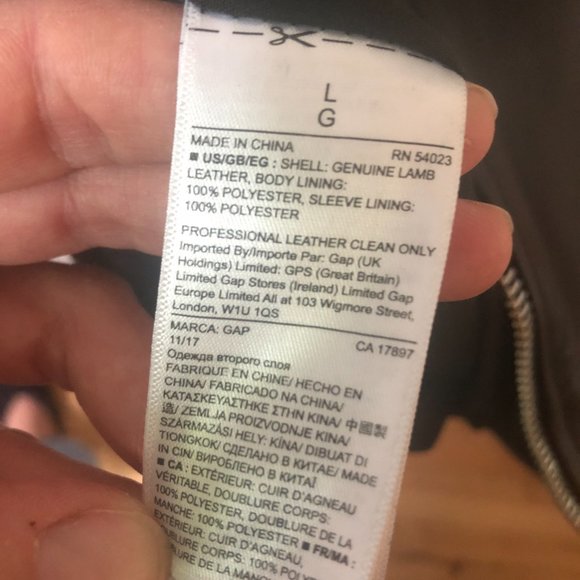 L
G
MADE IN CHINA RN 54023
■ US/GB/EG : SHELL: GENUINE LAMB
LEATHER, BODY LINING:
100% POLYESTER, SLEEVE LINING:
100% POLYESTER
PROFESSIONAL LEATHER CLEAN ONLY
Imported By/Importe Par: Gap (UK
Holdings) Limited: GPS (Great Britain)
Limited Gap Stores (Ireland) Limited Gap
Europe Limited All at 103 Wigmore Street,
London, W1U 1QS
MARCA: GAP CA 17897
11/17
Одежда второго слоя
FABRIQUE EN CHINE/ HECHO EN
CHINA/ FABRICADO NA CHINA/
ΚΑΤΑΣΚΕΥΑΣΤΗΚΕ ΣΤΗΝ ΚΙΝΑ/ 中國製
造/ ZEMLJA PROIZVODNJE KINA/
SZÁRMAZÁSI HELY: KÍNA/ DIBUAT DI
TIONGKOK/ СДЕЛАНО В КИТАЕ/ MADE
IN CIN/ ВИРОБЛЕНО В КИТАЇ
■ CA : EXTÉRIEUR: CUIR D'AGNEAU
VÉRITABLE, DOUBLURE CORPS:
100% POLYESTER, DOUBLURE DE LA
MANCHE: 100% POLYESTER ■ FR/MA :
EXTÉRIEUR: CUIR D'AGNEAU,
DOUBLURE CORPS: